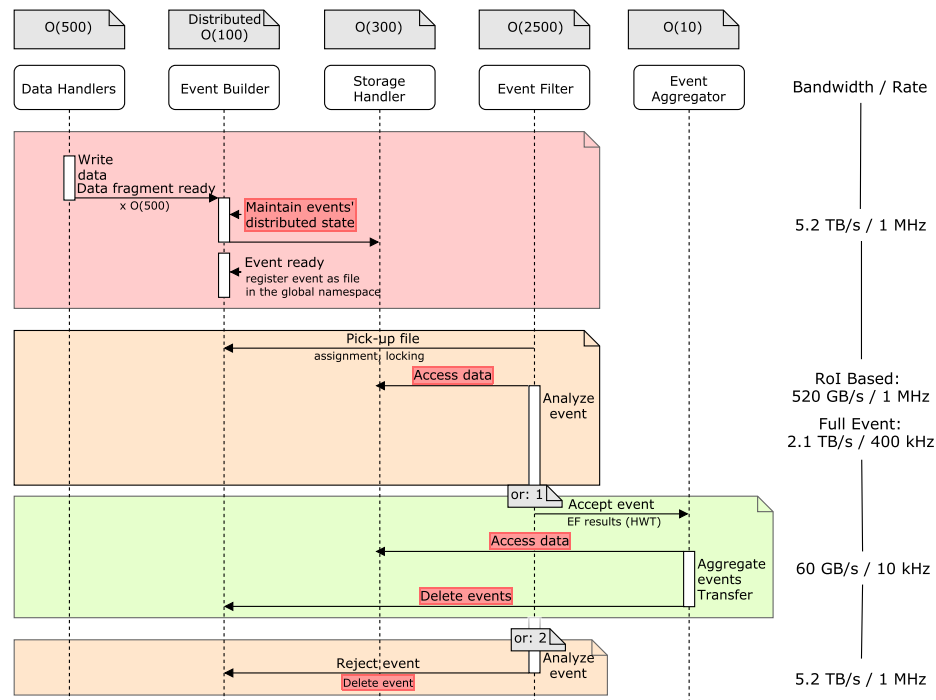 O(500)
Distributed
O(100)
O(300)
O(2500)
O(10)
Data Handlers
Event Builder
Storage
Handler
Event Filter
Event
Aggregator
Bandwidth / Rate
Write
data
Data fragment ready
x O(500)
Maintain events'
distributed state
5.2 TB/s / 1 MHz
Event ready
register event as file
in the global namespace
Pick-up file
assignment, locking
Access data
Analyze
event
RoI Based:
520 GB/s / 1 MHz
Full Event:
2.1 TB/s / 400 kHz
or: 1
Accept event
EF results (HWT)
Access data
Aggregate
events
Transfer
60 GB/s / 10 kHz
Delete events
or: 2
Analyze
event
Reject event
Delete event
5.2 TB/s / 1 MHz